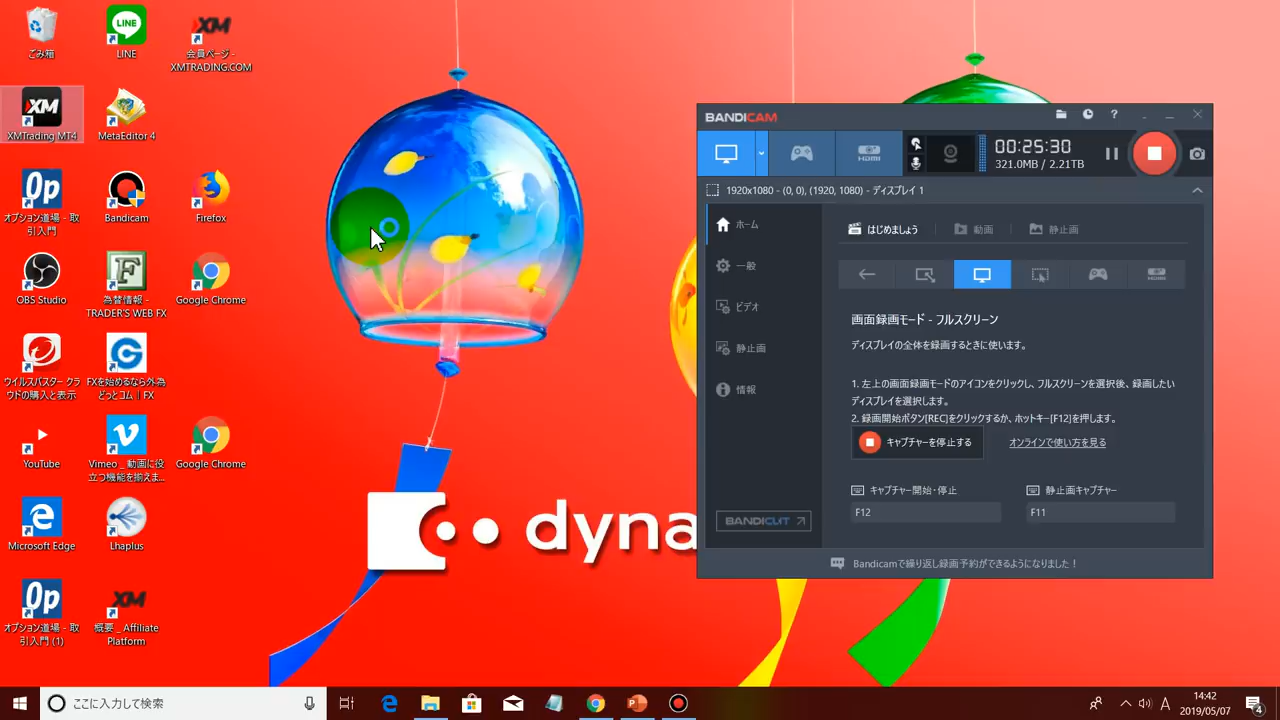 ごみ箱
LINE
会員ページ -
XMTRADING.COM
XMTrading MT4
MetaEditor 4
オプション道場 - 取
引入門
Bandicam
Firefox
OBS Studio
為替情報 -
TRADER'S WEB FX
Google Chrome
ウイルスバスター クラ
ウドの購入と表示
FXを始めるなら外為
どっとコム | FX
YouTube
Vimeo _ 動画に役
立つ機能を揃えま...
Google Chrome
Microsoft Edge
Lhaplus
オプション道場 - 取
引入門 (1)
概要 _ Affiliate
Platform
LINE
XM
XM
Op
Op
XM
dyna
BANDICAM
HDMI
00:25:30
321.0MB / 2.21TB
1920x1080 - (0, 0), (1920, 1080) - ディスプレイ 1
ホーム
一般
ビデオ
静止画
情報
BANDICUT
はじめましょう
動画
静止画
HDMI
画面録画モード - フルスクリーン
ディスプレイの全体を録画するときに使います。
1. 左上の画面録画モードのアイコンをクリックし、フルスクリーンを選択後、録画したい
ディスプレイを選択します。
2. 録画開始ボタン[REC]をクリックするか、ホットキー[F12]を押します。
キャプチャーを停止する
オンラインで使い方を見る
キャプチャー開始・停止
静止画キャプチャー
F12
F11
Bandicamで繰り返し録画予約ができるようになりました！
ここに入力して検索
A
14:42
2019/05/07
4